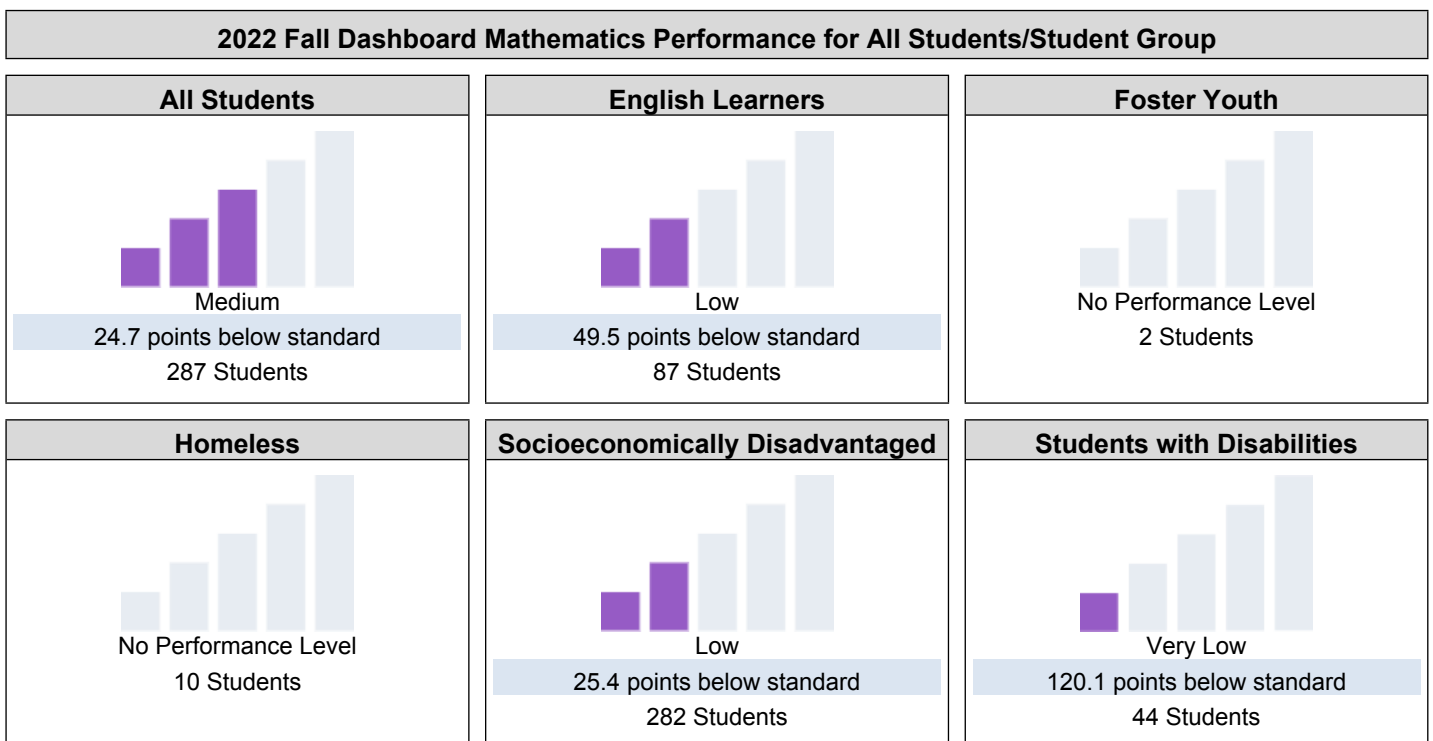 2022 Fall Dashboard Mathematics Performance for All Students/Student Group
All Students
Medium
24.7 points below standard
287 Students
English Learners
Low
49.5 points below standard
87 Students
Foster Youth
No Performance Level
2 Students
Homeless
No Performance Level
10 Students
Socioeconomically Disadvantaged
Low
25.4 points below standard
282 Students
Students with Disabilities
Very Low
120.1 points below standard
44 Students